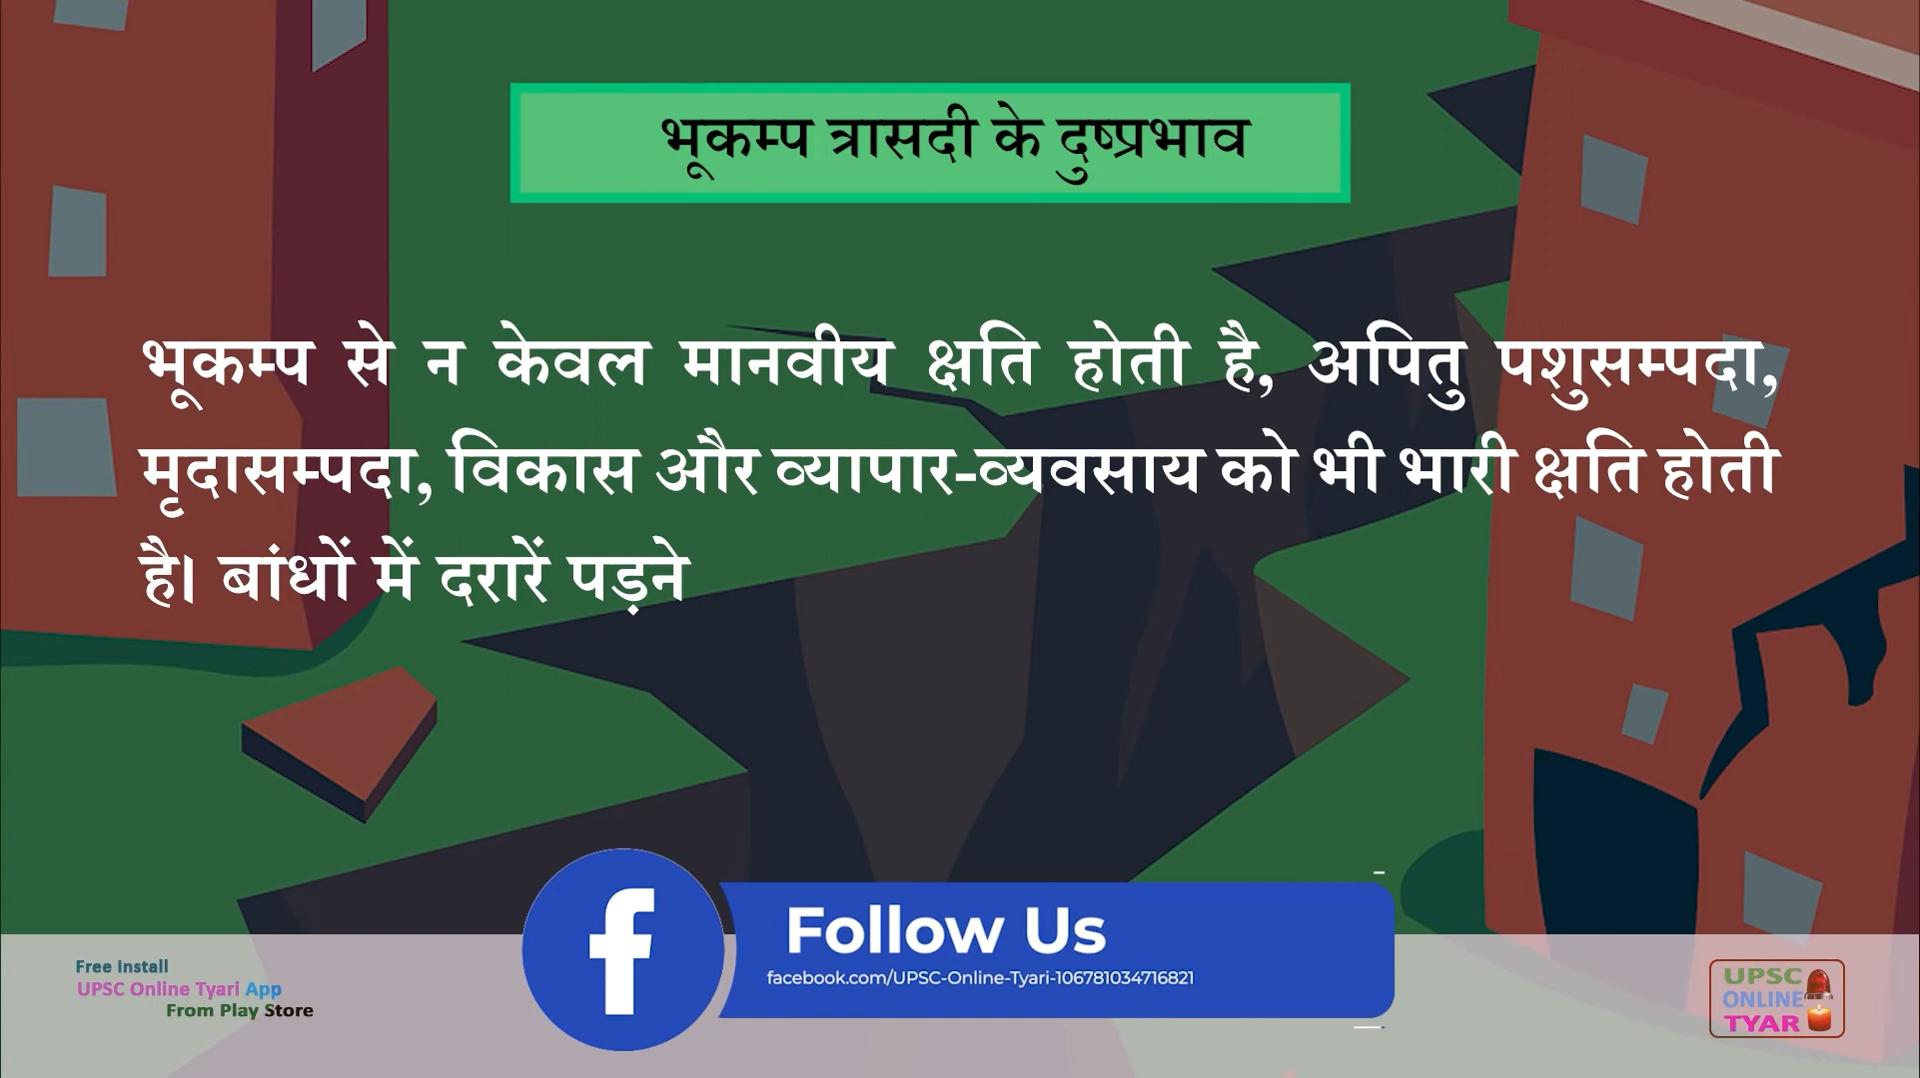 भूकम्प त्रासदी के दुष्प्रभाव
भूकम्प से न केवल मानवीय क्षति होती है, अपितु पशुसम्पदा,
मृदासम्पदा, विकास और व्यापार-व्यवसाय को भी भारी क्षति होती
है। बांधों में दरारें पड़ने
Follow Us
facebook.com/UPSC-Online-Tyari-106781034716821
Free Install
UPSC Online Tyari App
From Play Store
UPSC
ONLINE
TYAR